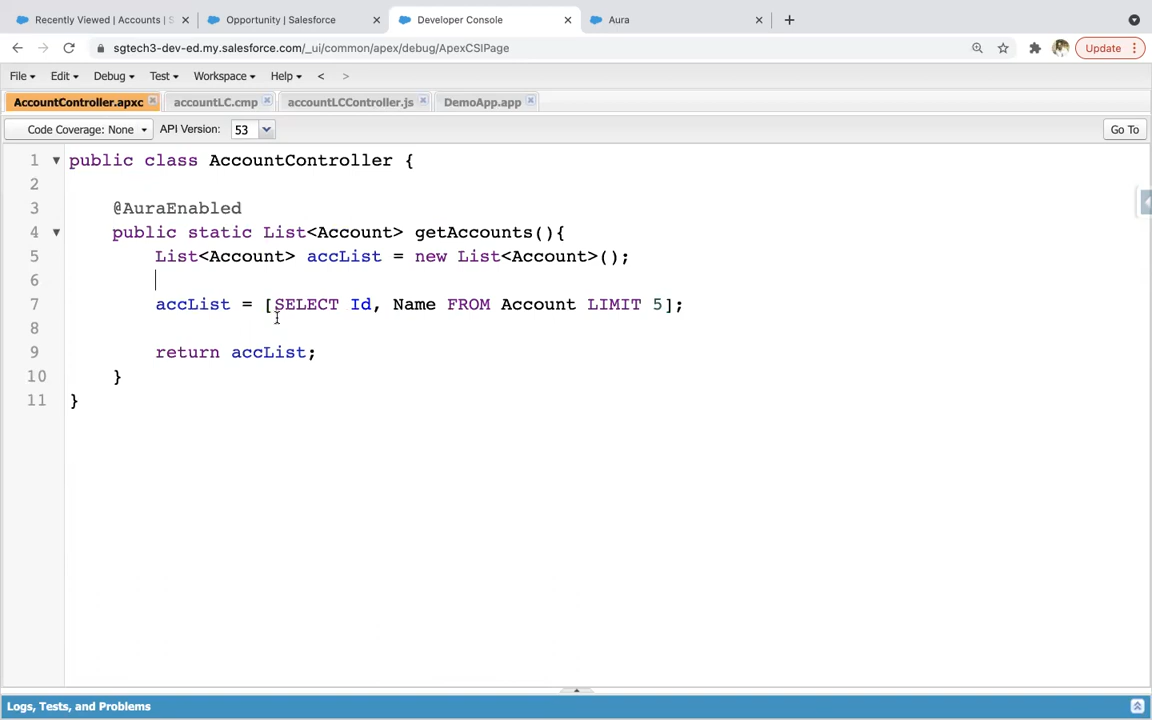 Recently Viewed | Accounts | S
Opportunity | Salesforce
Developer Console
Aura
sgtech3-dev-ed.my.salesforce.com/_ui/common/apex/debug/ApexCSIPage
Update
File Edit Debug Test Workspace Help < >
AccountController.apxc accountLC.cmp accountLCController.js DemoApp.app
Code Coverage: None API Version: 53 Go To
1 public class AccountController {
2
3 @AuraEnabled
4 public static List<Account> getAccounts(){
5 List<Account> accList = new List<Account>();
6
7 accList = [SELECT Id, Name FROM Account LIMIT 5];
8
9 return accList;
10 }
11 }
Logs, Tests, and Problems